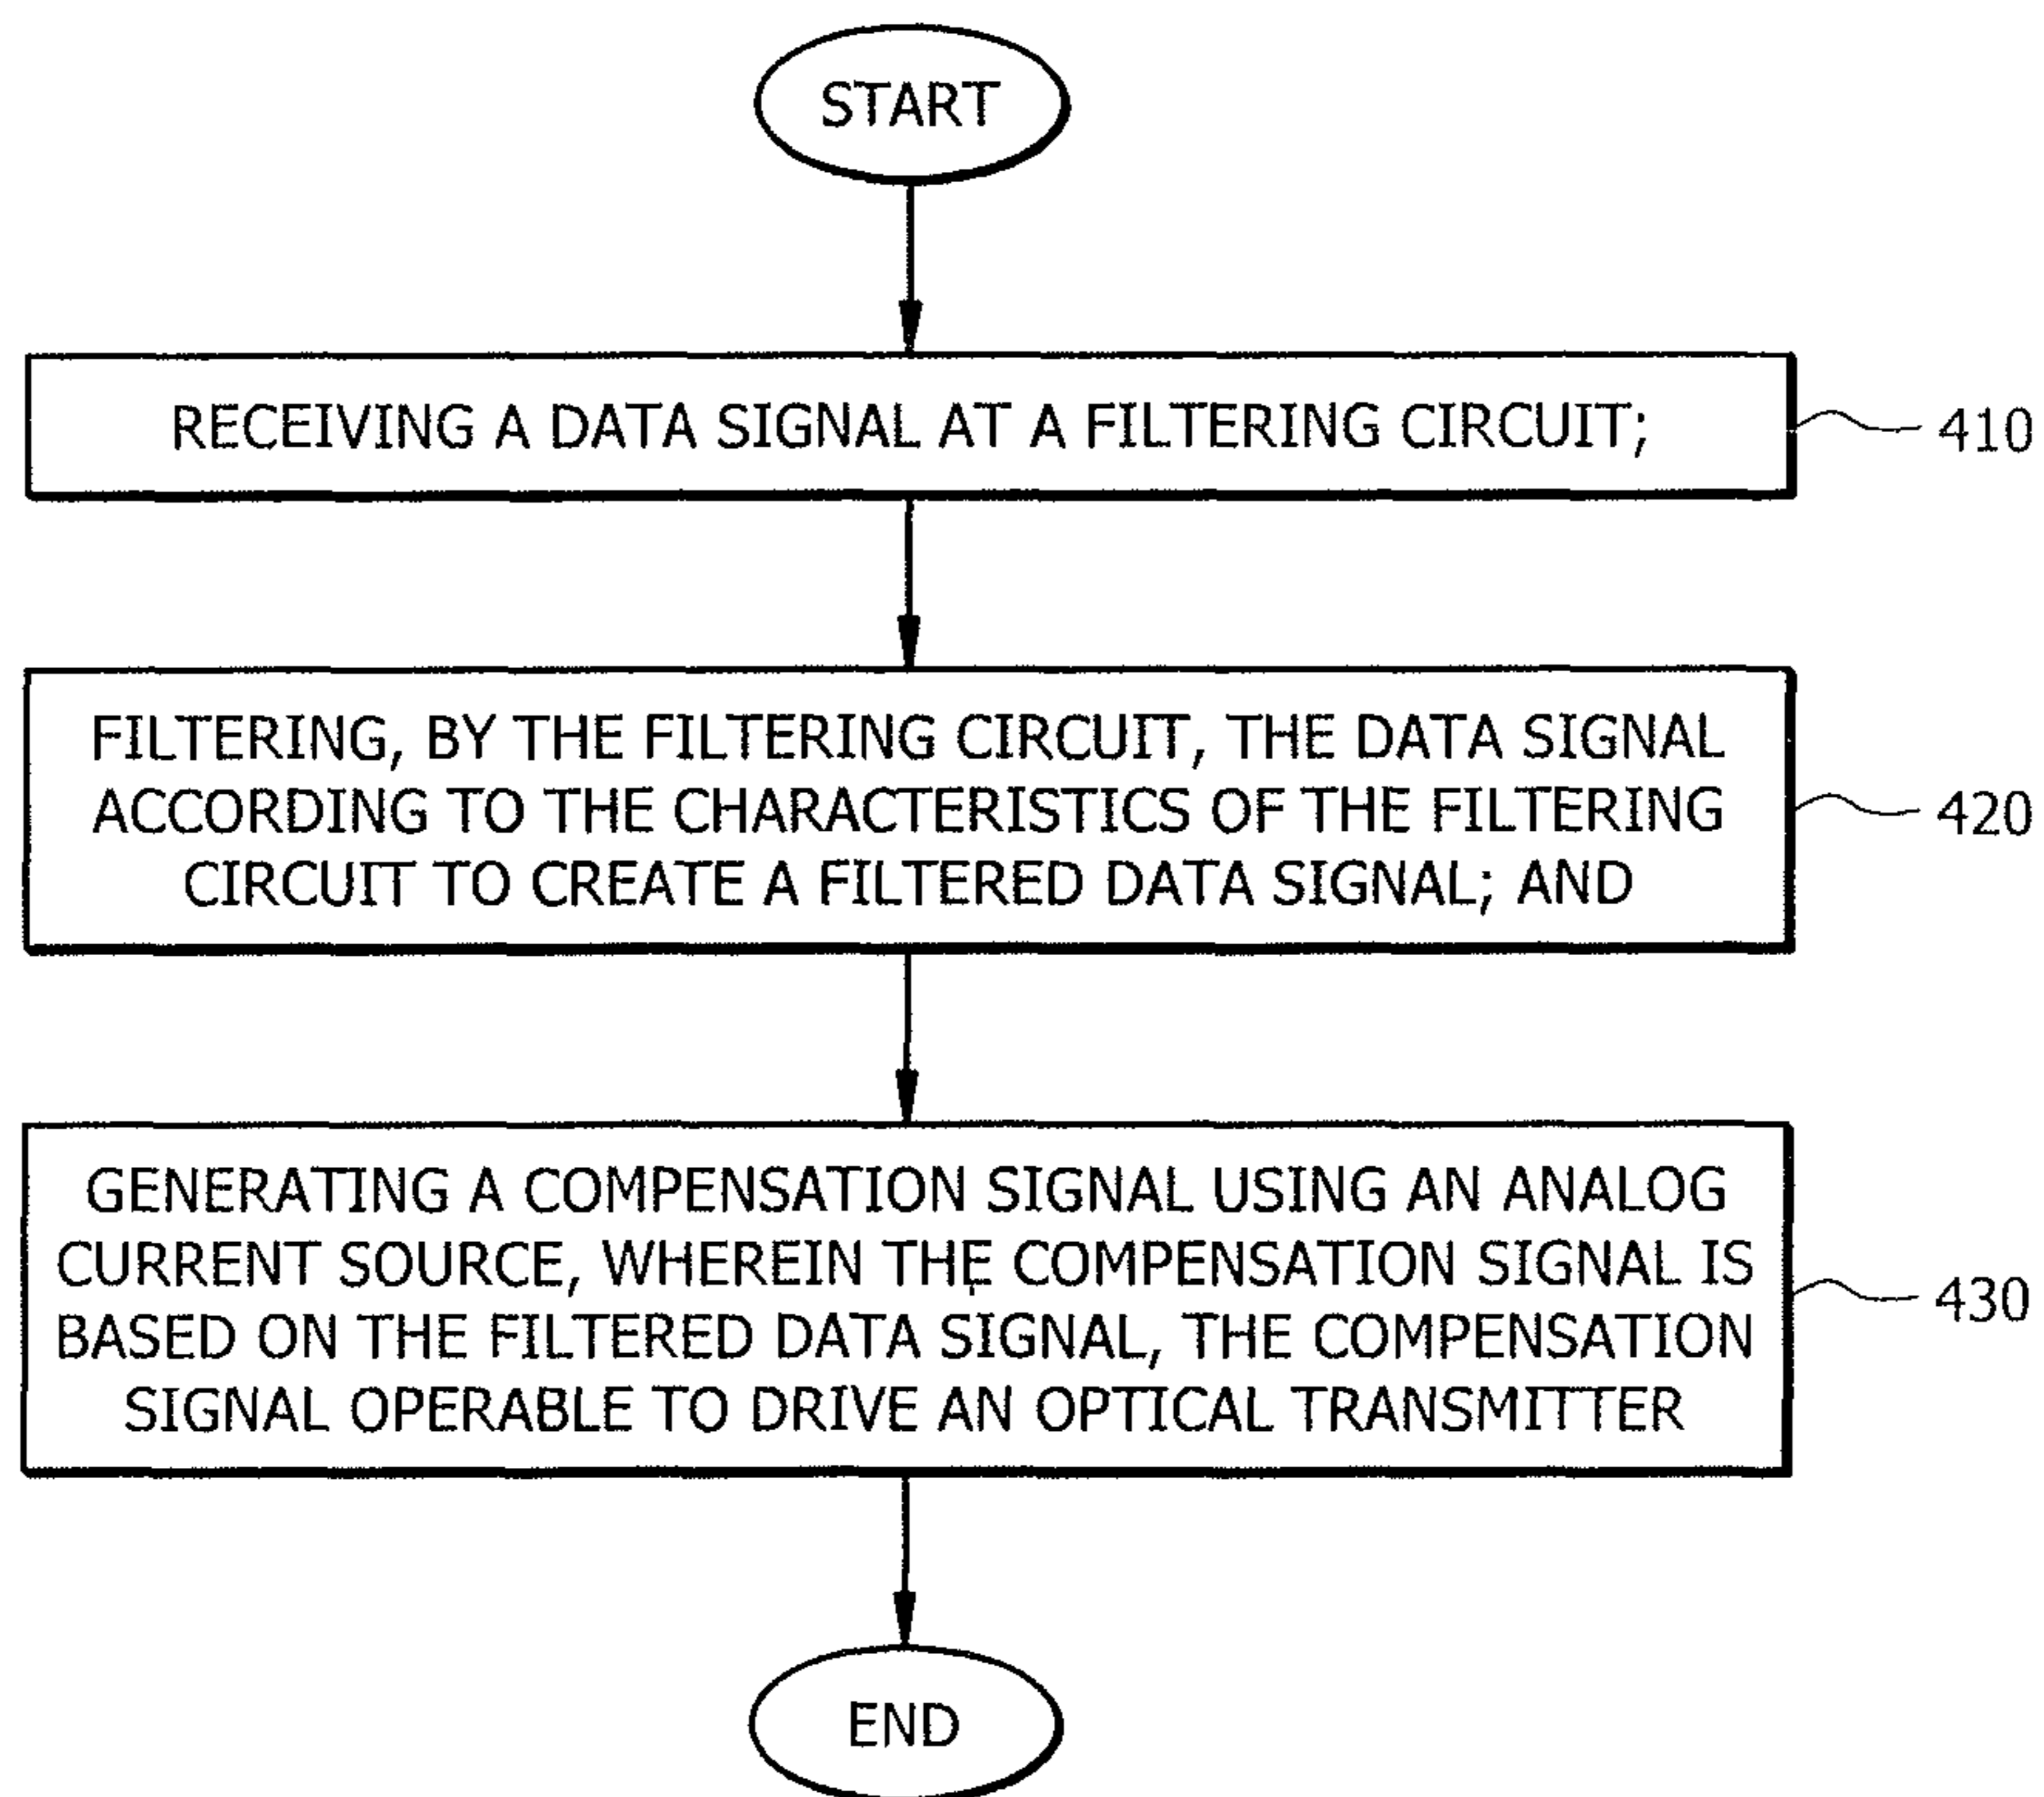 START
RECEIVING A DATA SIGNAL AT A FILTERING CIRCUIT;
410
FILTERING, BY THE FILTERING CIRCUIT, THE DATA SIGNAL
ACCORDING TO THE CHARACTERISTICS OF THE FILTERING
CIRCUIT TO CREATE A FILTERED DATA SIGNAL; AND
420
GENERATING A COMPENSATION SIGNAL USING AN ANALOG
CURRENT SOURCE, WHEREIN THE COMPENSATION SIGNAL IS
BASED ON THE FILTERED DATA SIGNAL, THE COMPENSATION
SIGNAL OPERABLE TO DRIVE AN OPTICAL TRANSMITTER
430
END